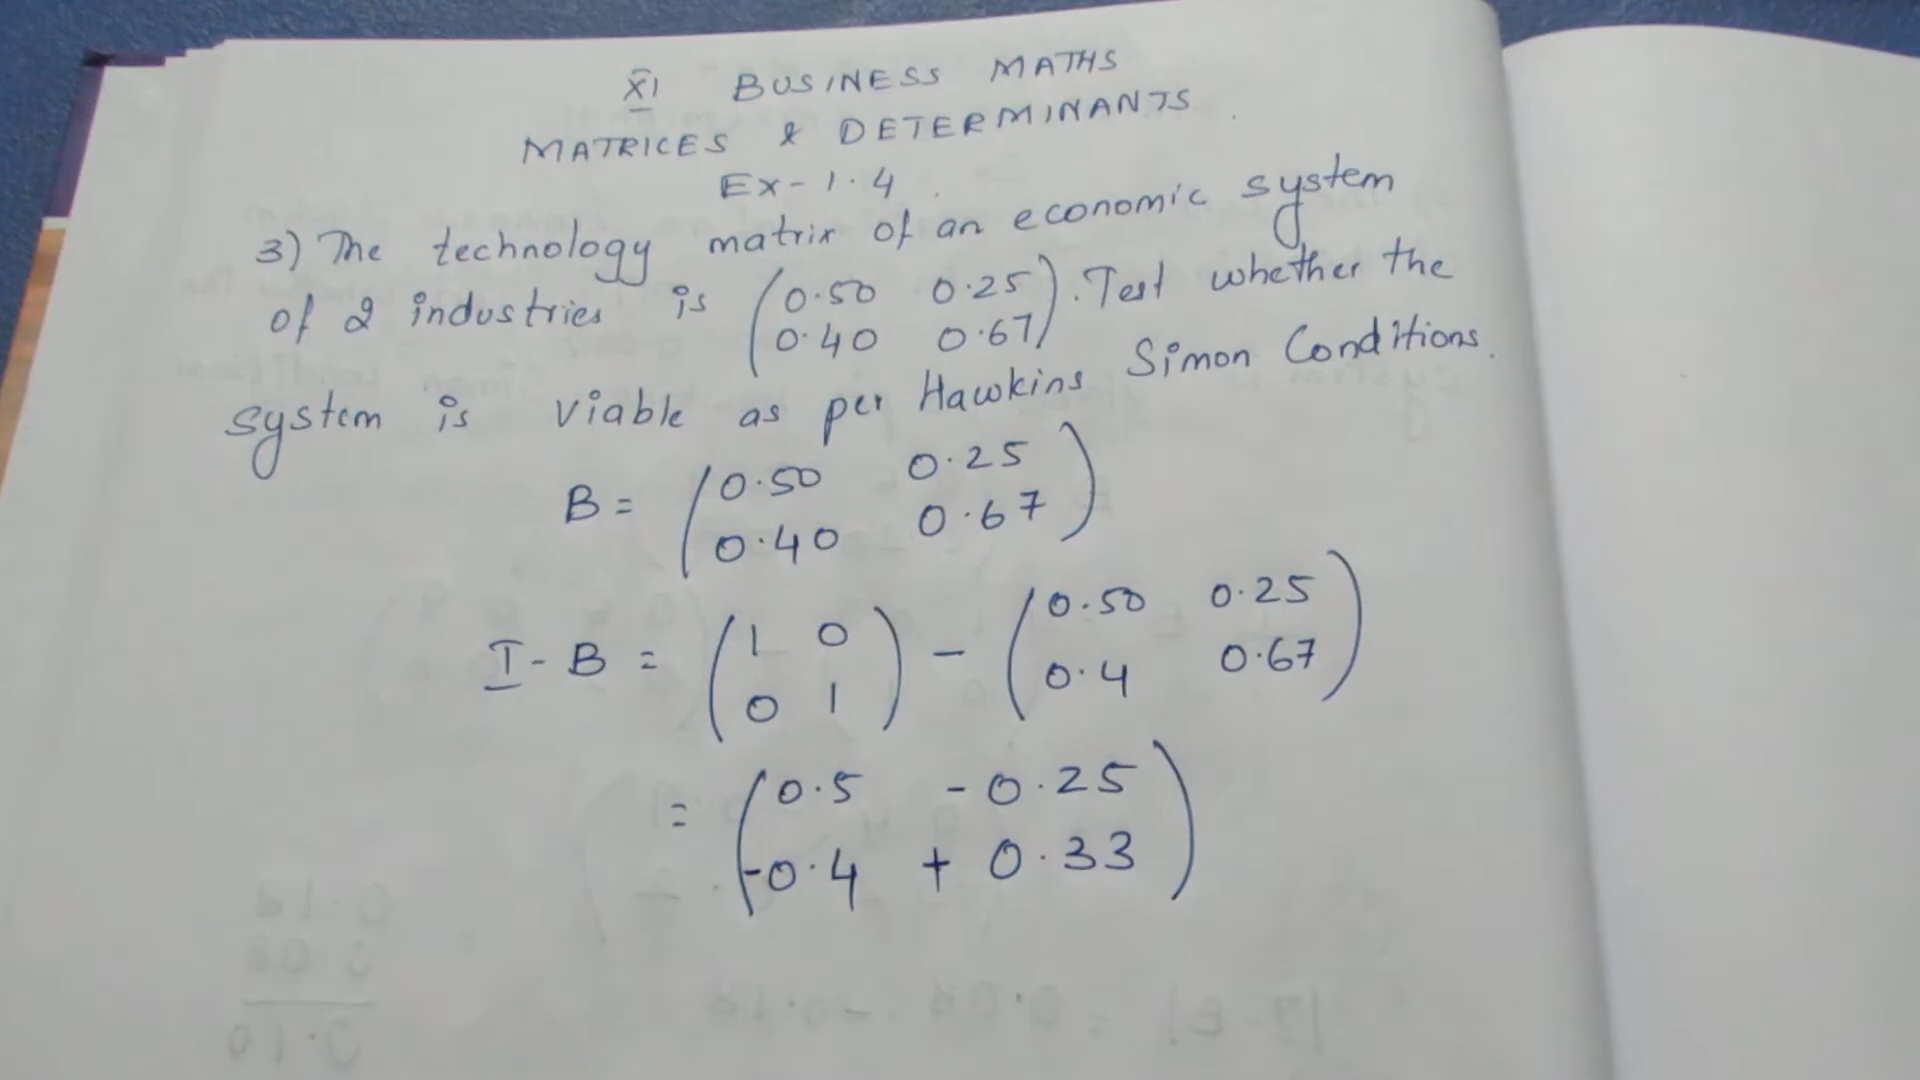 XI BUSINESS MATHS
MATRICES & DETERMINANTS
Ex-1.4
3) The technology matrix of an economic system
of 2 industries is (0.50 0.25
0.40 0.67). Test whether the
system is viable as per Hawkins Simon Conditions.
B = (0.50 0.25
0.40 0.67)
I - B = (1 0
0 1) - (0.50 0.25
0.4 0.67)
= (0.5 -0.25
-0.4 +0.33)